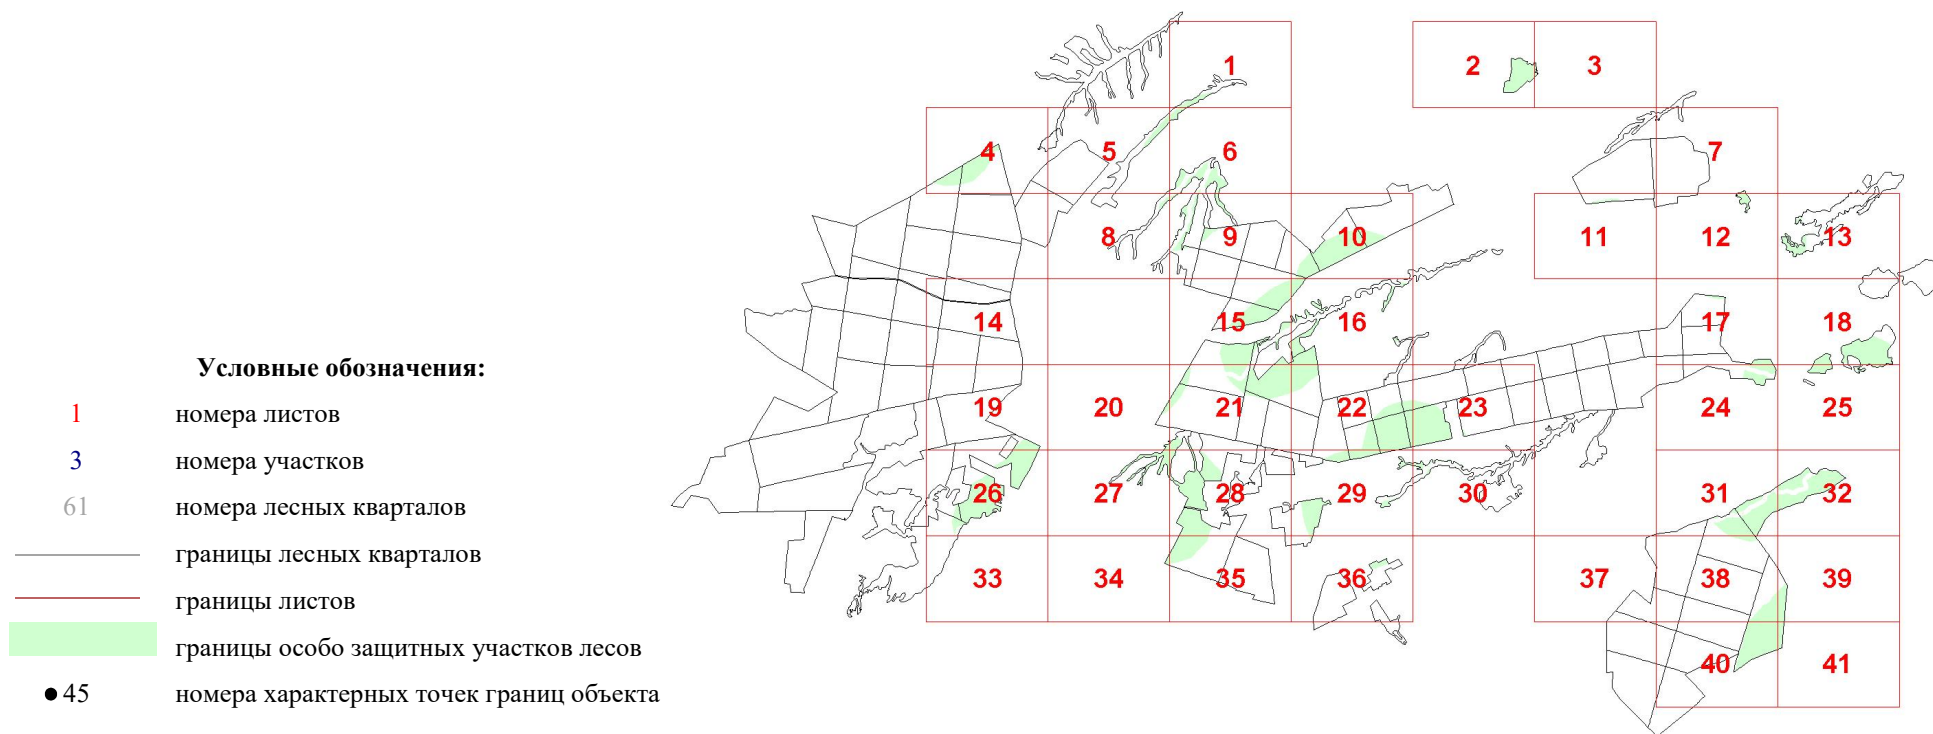 Условные обозначения:
1 номера листов
3 номера участков
61 номера лесных кварталов
границы лесных кварталов
границы листов
границы особо защитных участков лесов
45 номера характерных точек границ объекта
1 2 3
4 5 6 7
8 9 10 11 12 13
14 15 16 17 18
19 20 21 22 23 24 25
26 27 28 29 30 31 32
33 34 35 36 37 38 39
40 41